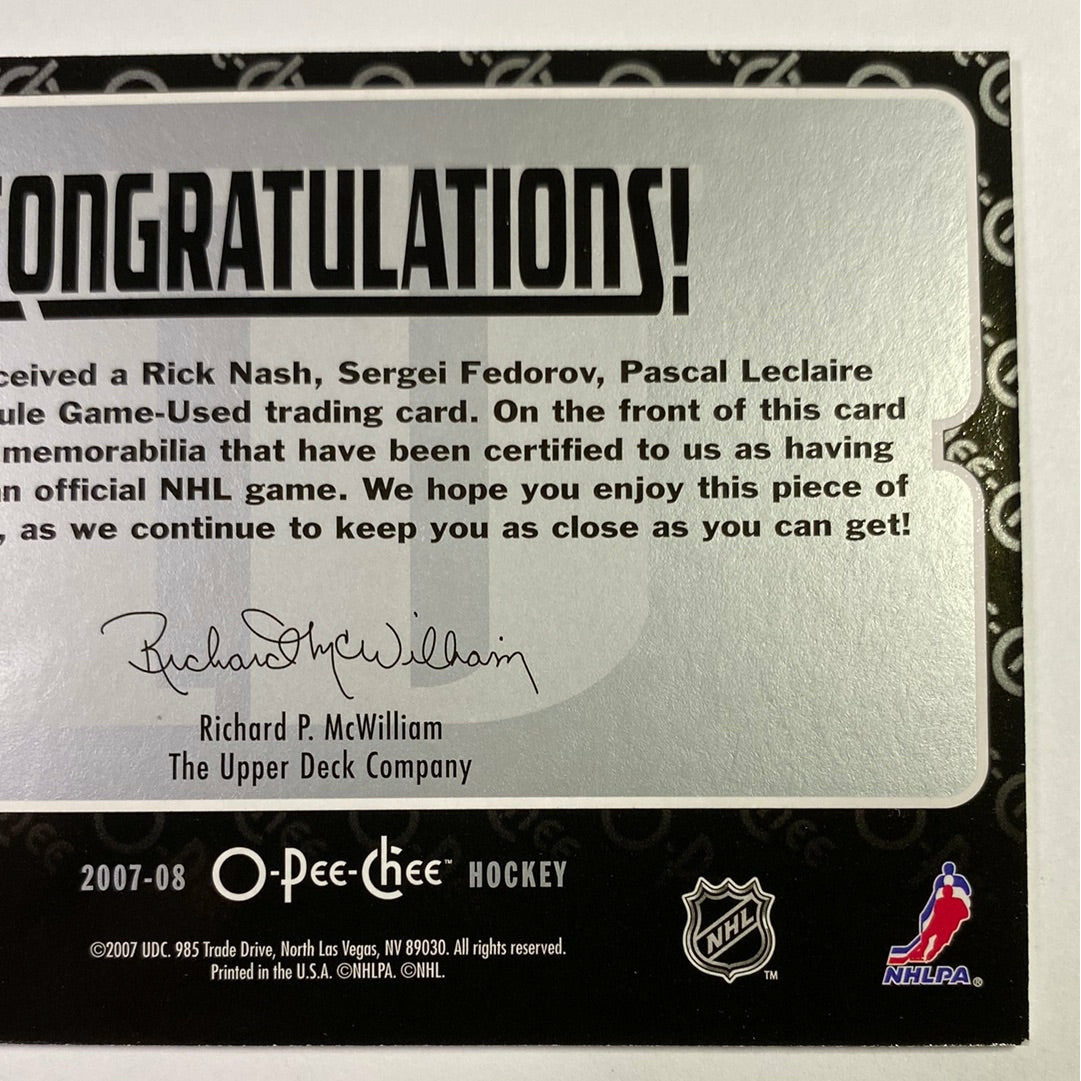 CONGRATULATIONS!
ceived a Rick Nash, Sergei Fedorov, Pascal Leclaire
ule Game-Used trading card. On the front of this card
memorabilia that have been certified to us as having
n official NHL game. We hope you enjoy this piece of
, as we continue to keep you as close as you can get!
Richard McWilliam
Richard P. McWilliam
The Upper Deck Company
2007-08 O-Pee-Chee™ HOCKEY
©2007 UDC. 985 Trade Drive, North Las Vegas, NV 89030. All rights reserved.
Printed in the U.S.A. ©NHLPA. ©NHL.
NHL™
NHLPA®